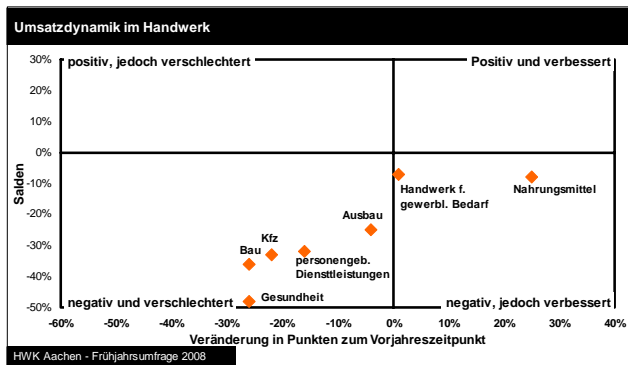 Umsatzdynamik im Handwerk
30%
20%
10%
0%
-10%
-20%
-30%
-40%
-50%
Salden
positiv, jedoch verschlechtert
Positiv und verbessert
Handwerk f.
gewerbl. Bedarf
Nahrungsmittel
Ausbau
Kfz
Bau
personengeb.
Diensttleistungen
Gesundheit
negativ und verschlechtert
negativ, jedoch verbessert
-60% -50% -40% -30% -20% -10% 0% 10% 20% 30% 40%
Veränderung in Punkten zum Vorjahreszeitpunkt
HWK Aachen - Frühjahrsumfrage 2008